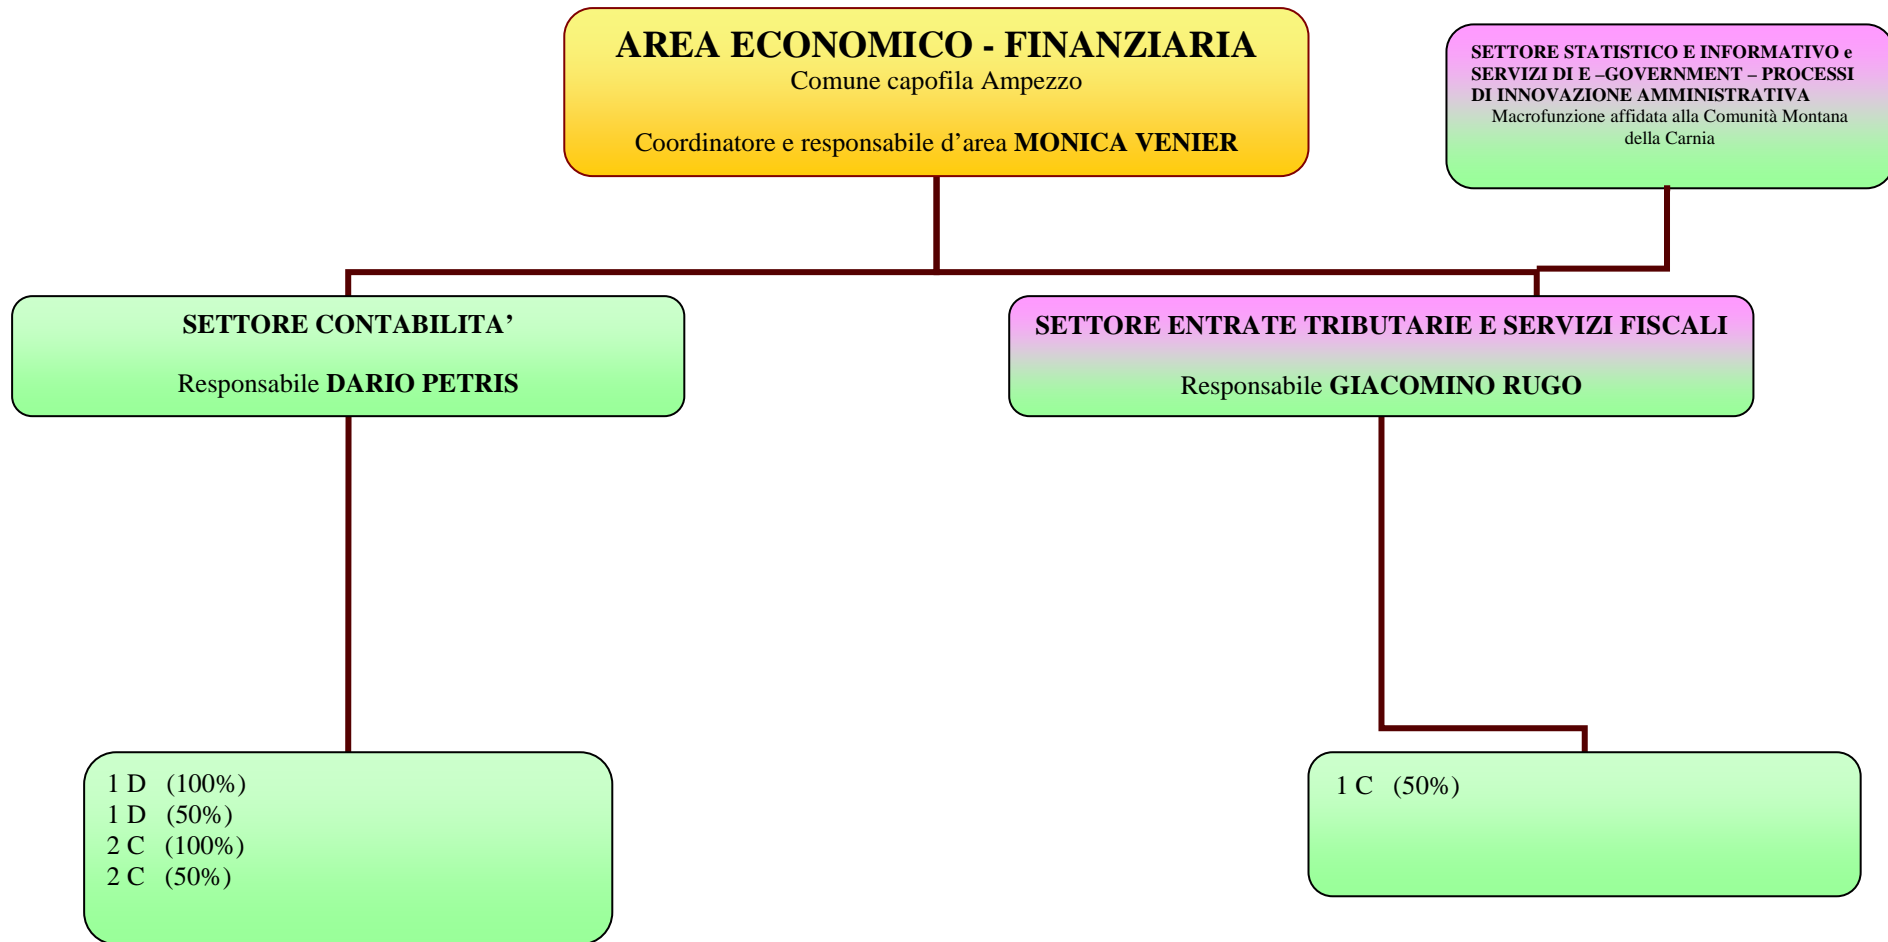 AREA ECONOMICO - FINANZIARIA
Comune capofila Ampezzo
Coordinatore e responsabile d’area MONICA VENIER
SETTORE STATISTICO E INFORMATIVO e
SERVIZI DI E –GOVERNMENT – PROCESSI
DI INNOVAZIONE AMMINISTRATIVA
Macrofunzione affidata alla Comunità Montana
della Carnia
SETTORE CONTABILITA’
Responsabile DARIO PETRIS
SETTORE ENTRATE TRIBUTARIE E SERVIZI FISCALI
Responsabile GIACOMINO RUGO
1 D (100%)
1 D (50%)
2 C (100%)
2 C (50%)
1 C (50%)